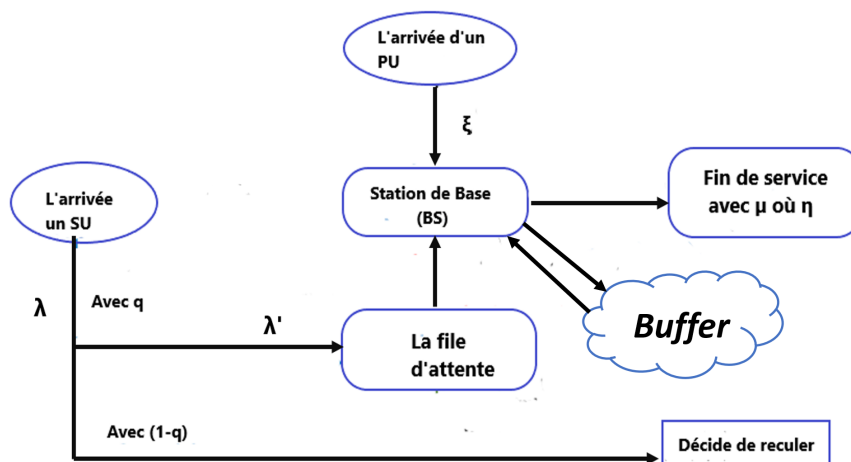 L'arrivée d'un
PU
ξ
L'arrivée
un SU
Station de Base
(BS)
Fin de service
avec μ où η
λ
Avec q
λ'
La file
d'attente
Buffer
Avec (1-q)
Décide de reculer